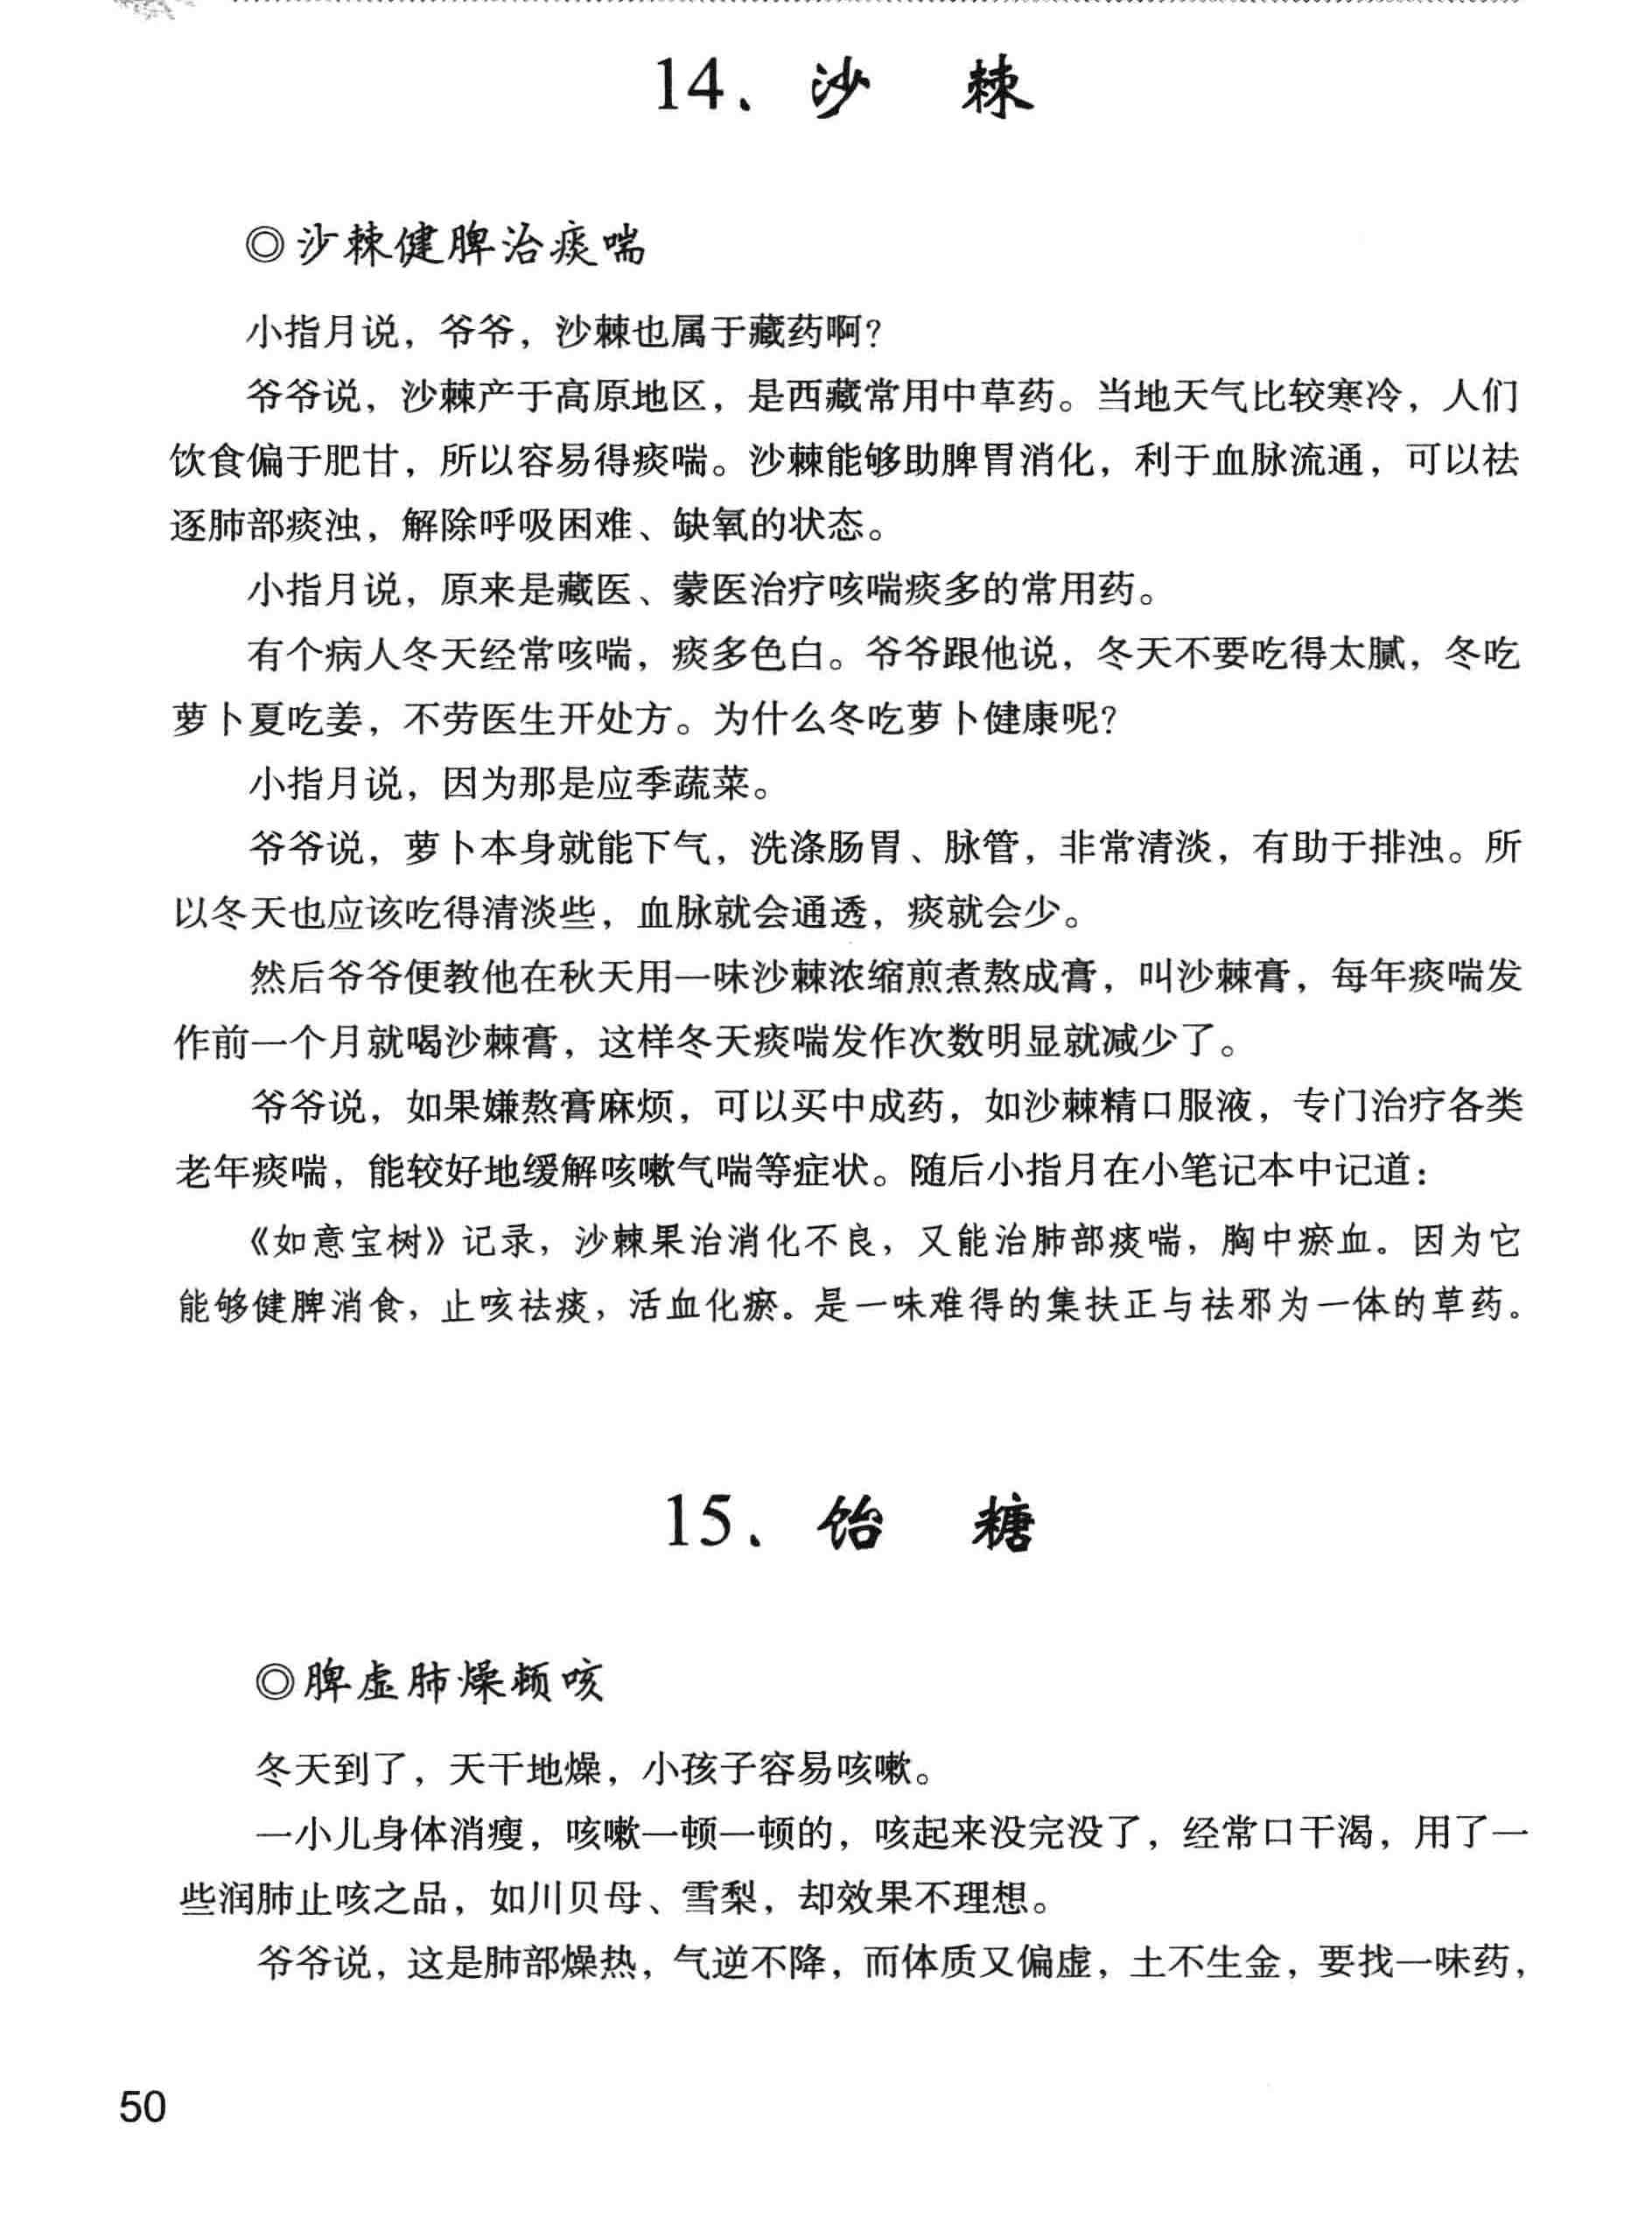 14、沙 棘
◎沙棘健脾治痰喘
小指月说，爷爷，沙棘也属于藏药啊？
爷爷说，沙棘产于高原地区，是西藏常用中草药。当地天气比较寒冷，人们
饮食偏于肥甘，所以容易得痰喘。沙棘能够助脾胃消化，利于血脉流通，可以祛
逐肺部痰浊，解除呼吸困难、缺氧的状态。
小指月说，原来是藏医、蒙医治疗咳喘痰多的常用药。
有个病人冬天经常咳喘，痰多色白。爷爷跟他说，冬天不要吃得太腻，冬吃
萝卜夏吃姜，不劳医生开处方。为什么冬吃萝卜健康呢？
小指月说，因为那是应季蔬菜。
爷爷说，萝卜本身就能下气，洗涤肠胃、脉管，非常清淡，有助于排浊。所
以冬天也应该吃得清淡些，血脉就会通透，痰就会少。
然后爷爷便教他在秋天用一味沙棘浓缩煎煮熬成膏，叫沙棘膏，每年痰喘发
作前一个月就喝沙棘膏，这样冬天痰喘发作次数明显就减少了。
爷爷说，如果嫌熬膏麻烦，可以买中成药，如沙棘精口服液，专门治疗各类
老年痰喘，能较好地缓解咳嗽气喘等症状。随后小指月在小笔记本中记道：
《如意宝树》记录，沙棘果治消化不良，又能治肺部痰喘，胸中瘀血。因为它
能够健脾消食，止咳祛痰，活血化瘀。是一味难得的集扶正与祛邪为一体的草药。
15、饴 糖
◎脾虚肺燥顿咳
冬天到了，天干地燥，小孩子容易咳嗽。
一小儿身体消瘦，咳嗽一顿一顿的，咳起来没完没了，经常口干渴，用了一
些润肺止咳之品，如川贝母、雪梨，却效果不理想。
爷爷说，这是肺部燥热，气逆不降，而体质又偏虚，土不生金，要找一味药，
50